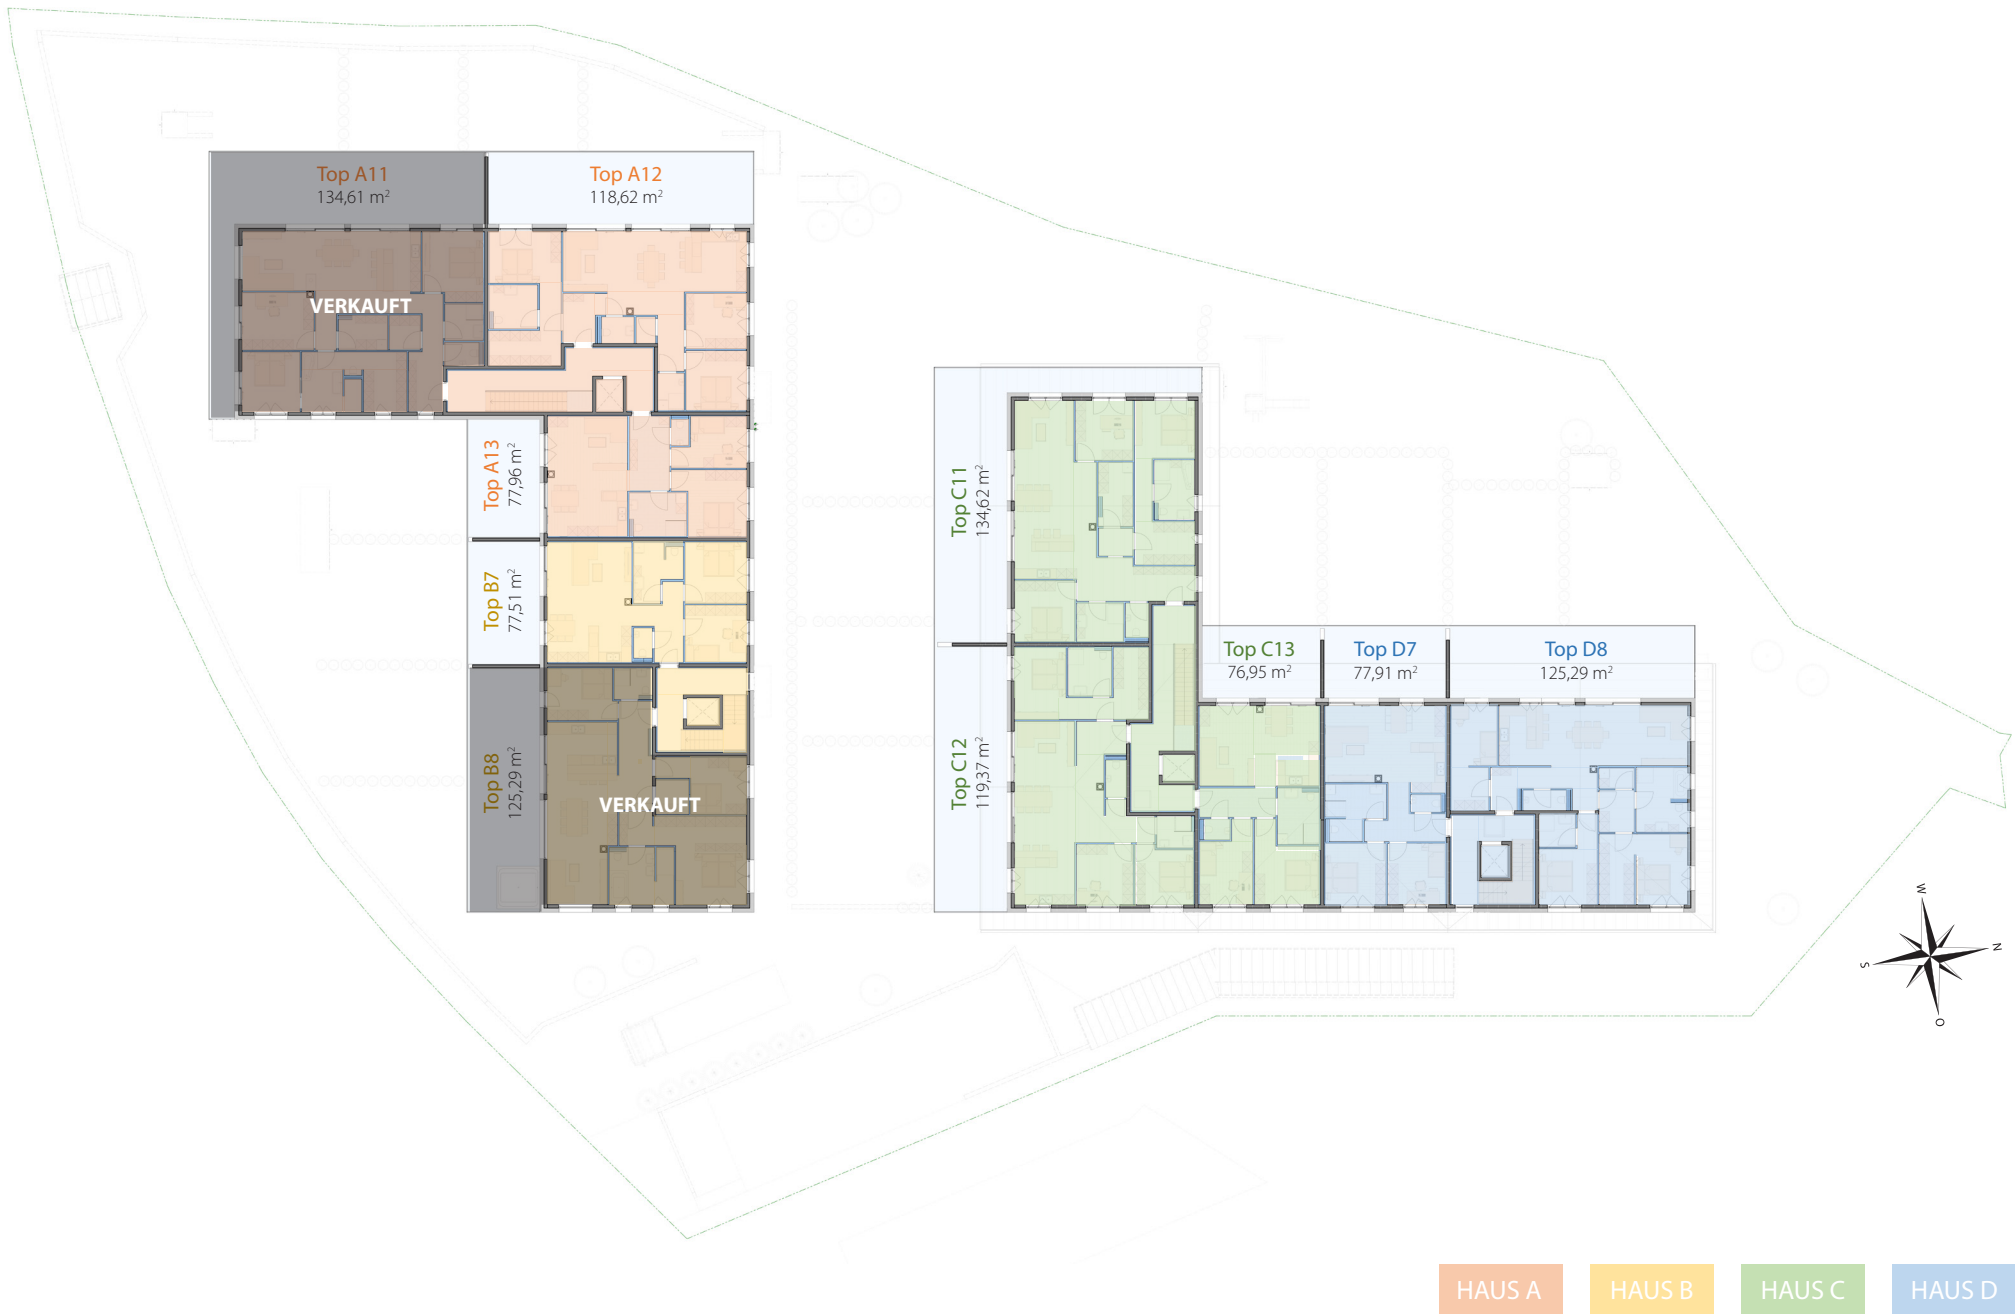 Top A11
134,61 m²
Top A12
118,62 m²
VERKAUFT
Top A13
77,96 m²
Top B7
77,51 m²
Top B8
125,29 m²
VERKAUFT
Top C11
134,62 m²
Top C12
119,37 m²
Top C13
76,95 m²
Top D7
77,91 m²
Top D8
125,29 m²
W
N
S
O
HAUS A
HAUS B
HAUS C
HAUS D